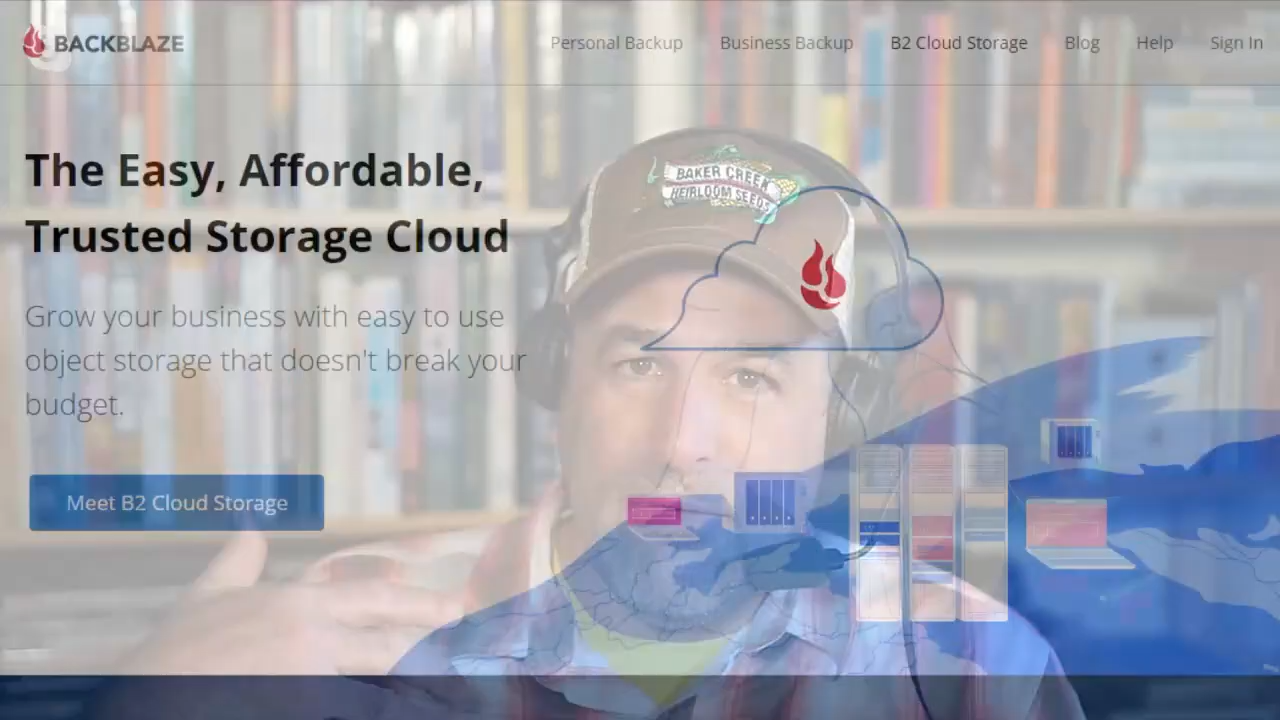 BACKBLAZE
Personal Backup
Business Backup
B2 Cloud Storage
Blog
Help
Sign In
The Easy, Affordable,
Trusted Storage Cloud
BAKER CREEK
HEIRLOOM SEEDS
Grow your business with easy to use
object storage that doesn't break your
budget.
Meet B2 Cloud Storage